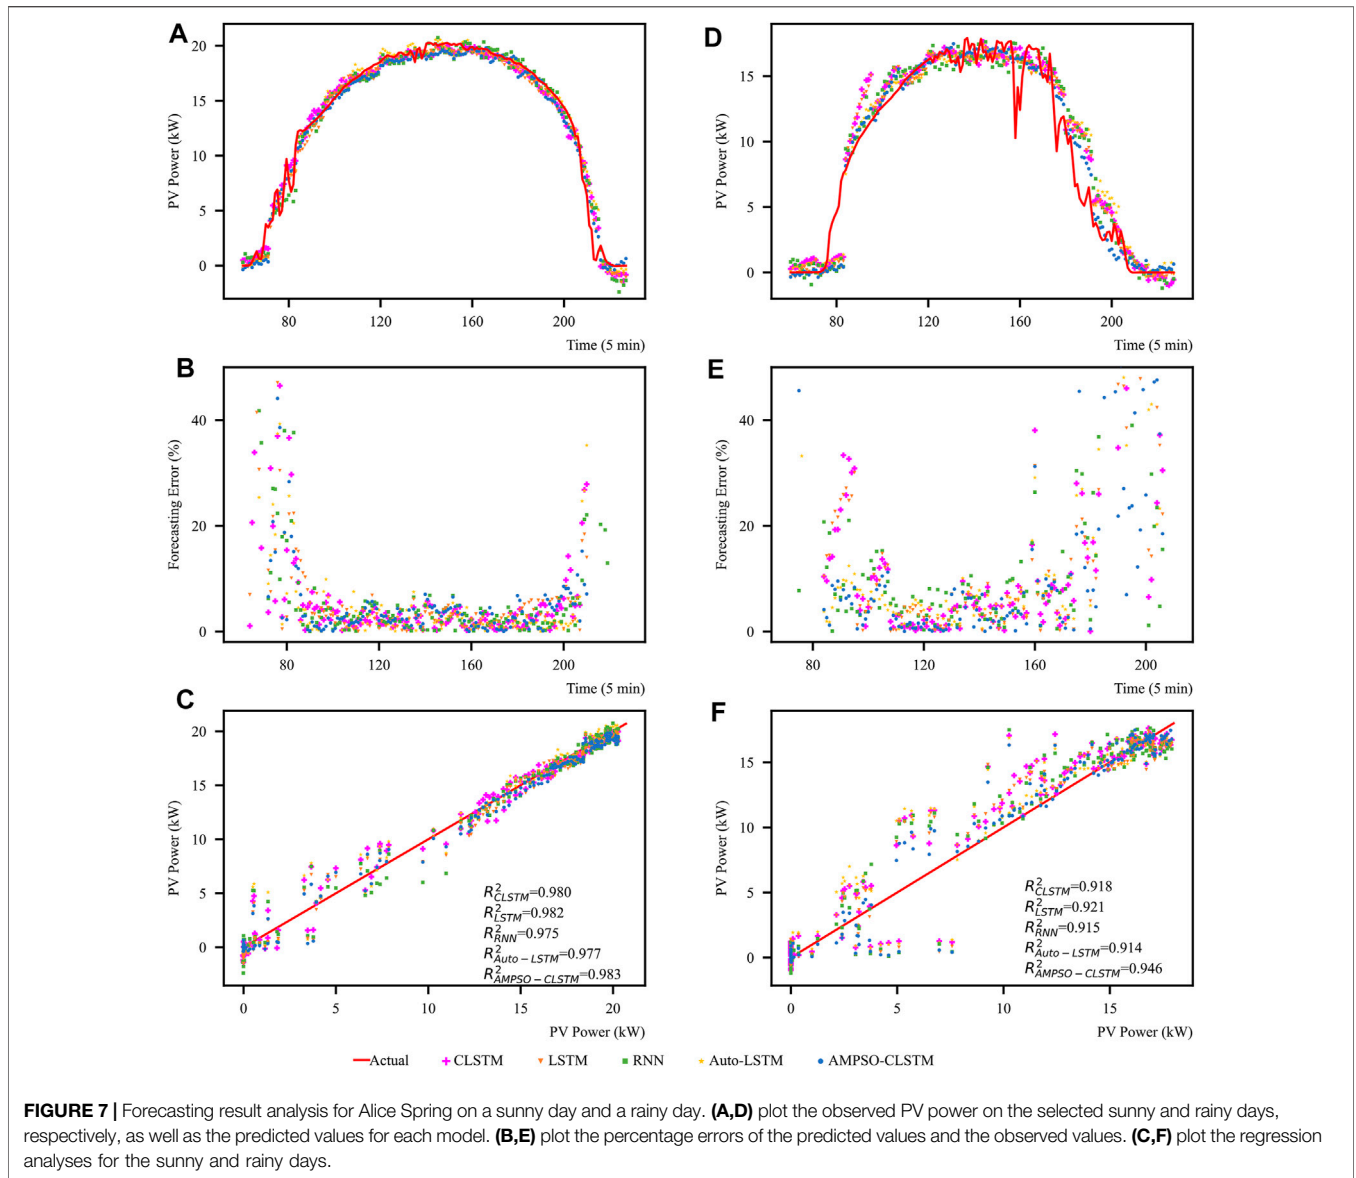 A
PV Power (kW)
20
15
10
5
0
80
120
160
200
Time (5 min)
D
PV Power (kW)
15
10
5
0
80
120
160
200
Time (5 min)
B
Forecasting Error (%)
40
20
0
80
120
160
200
Time (5 min)
E
Forecasting Error (%)
40
20
0
80
120
160
200
Time (5 min)
C
PV Power (kW)
20
15
10
5
0
R²CLSTM=0.980
R²LSTM=0.982
R²RNN=0.975
R²Auto−LSTM=0.977
R²AMPSO−CLSTM=0.983
0
5
10
15
20
PV Power (kW)
F
PV Power (kW)
15
10
5
0
R²CLSTM=0.918
R²LSTM=0.921
R²RNN=0.915
R²Auto−LSTM=0.914
R²AMPSO−CLSTM=0.946
0
5
10
15
PV Power (kW)
Actual CLSTM LSTM RNN Auto-LSTM AMPSO-CLSTM
FIGURE 7 | Forecasting result analysis for Alice Spring on a sunny day and a rainy day. (A,D) plot the observed PV power on the selected sunny and rainy days,
respectively, as well as the predicted values for each model. (B,E) plot the percentage errors of the predicted values and the observed values. (C,F) plot the regression
analyses for the sunny and rainy days.